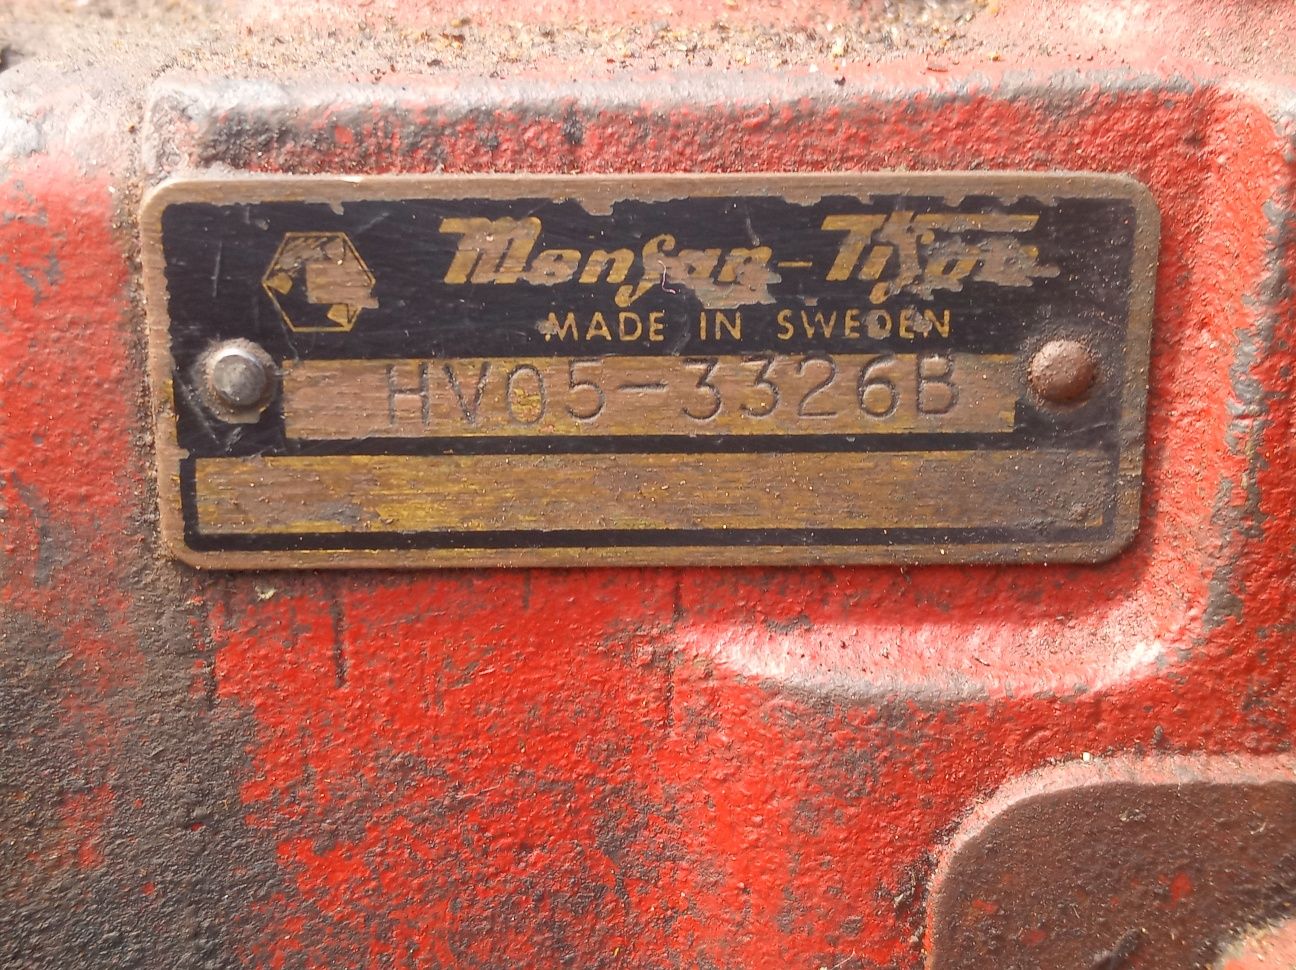 Monsun-Tison
MADE IN SWEDEN
HV05-3326B